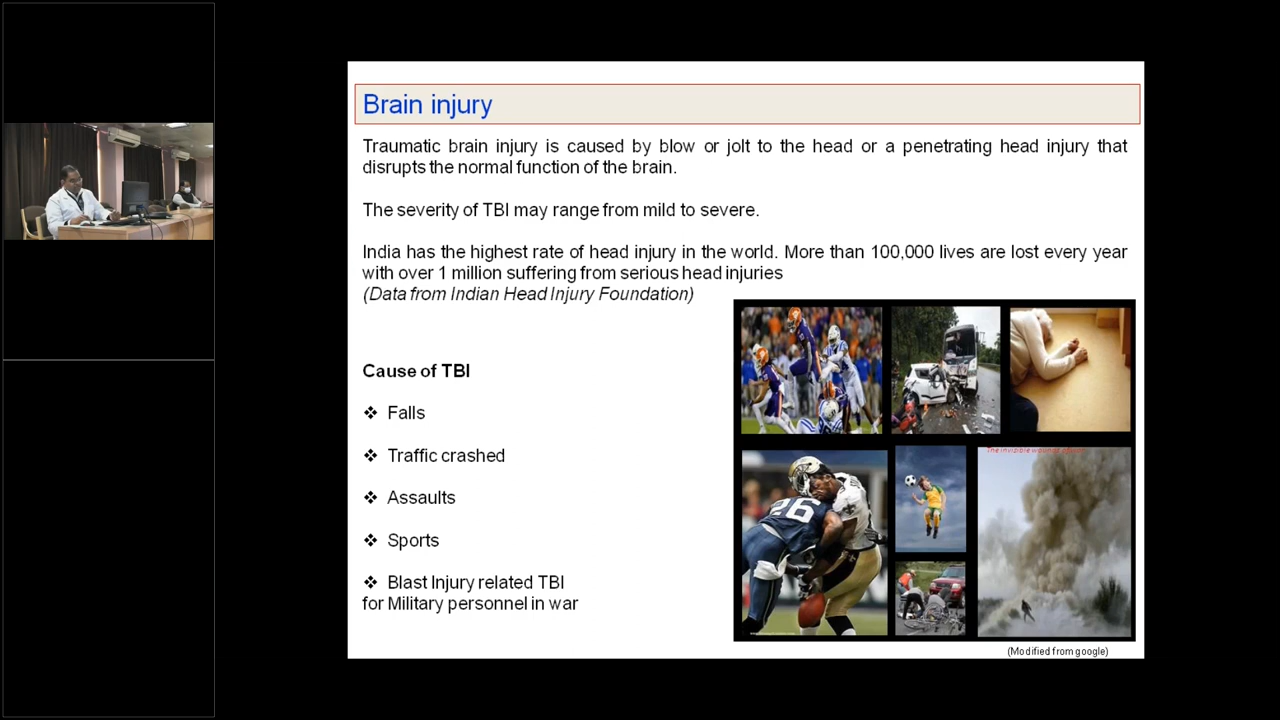 Brain injury
Traumatic brain injury is caused by blow or jolt to the head or a penetrating head injury that
disrupts the normal function of the brain.
The severity of TBI may range from mild to severe.
India has the highest rate of head injury in the world. More than 100,000 lives are lost every year
with over 1 million suffering from serious head injuries
(Data from Indian Head Injury Foundation)
Cause of TBI
❖ Falls
❖ Traffic crashed
❖ Assaults
❖ Sports
❖ Blast Injury related TBI
for Military personnel in war
The invisible
26
(Modified from google)